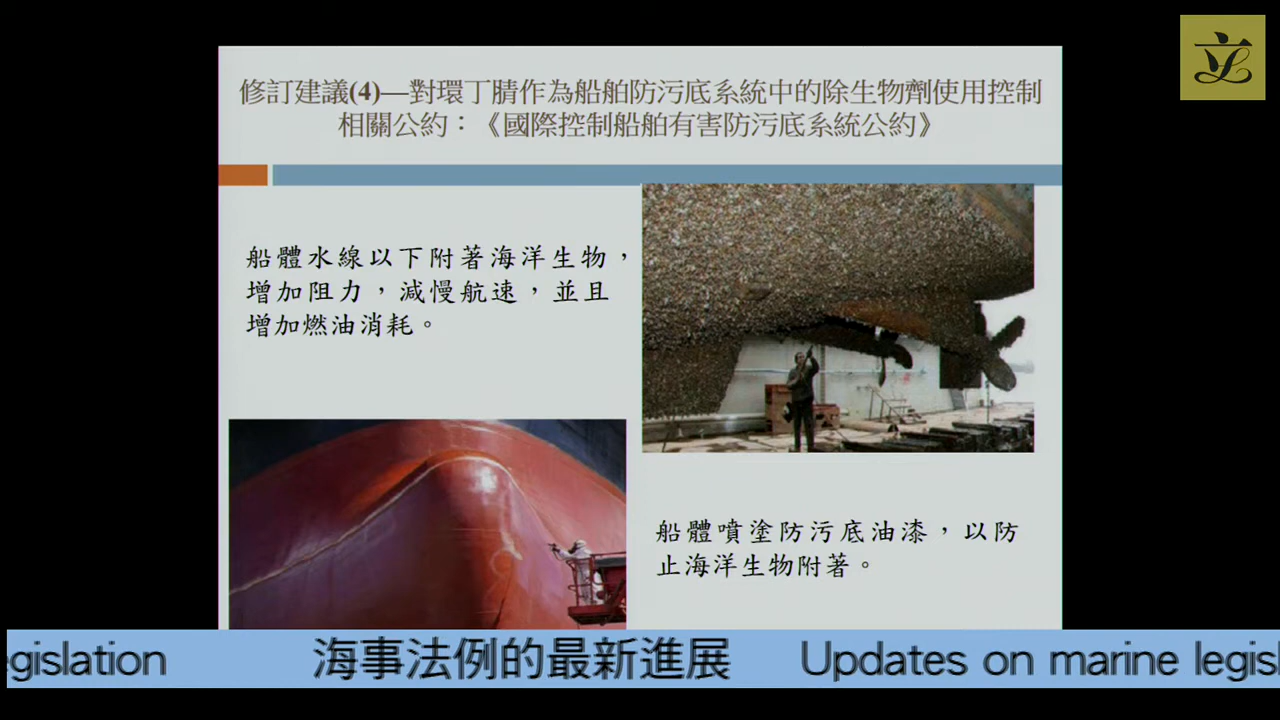 修訂建議(4)—對環丁腈作為船舶防污底系統中的除生物劑使用控制
相關公約：《國際控制船舶有害防污底系統公約》
船體水線以下附著海洋生物，
增加阻力，減慢航速，並且
增加燃油消耗。
船體噴塗防污底油漆，以防
止海洋生物附著。
egislation 海事法例的最新進展 Updates on marine legisl